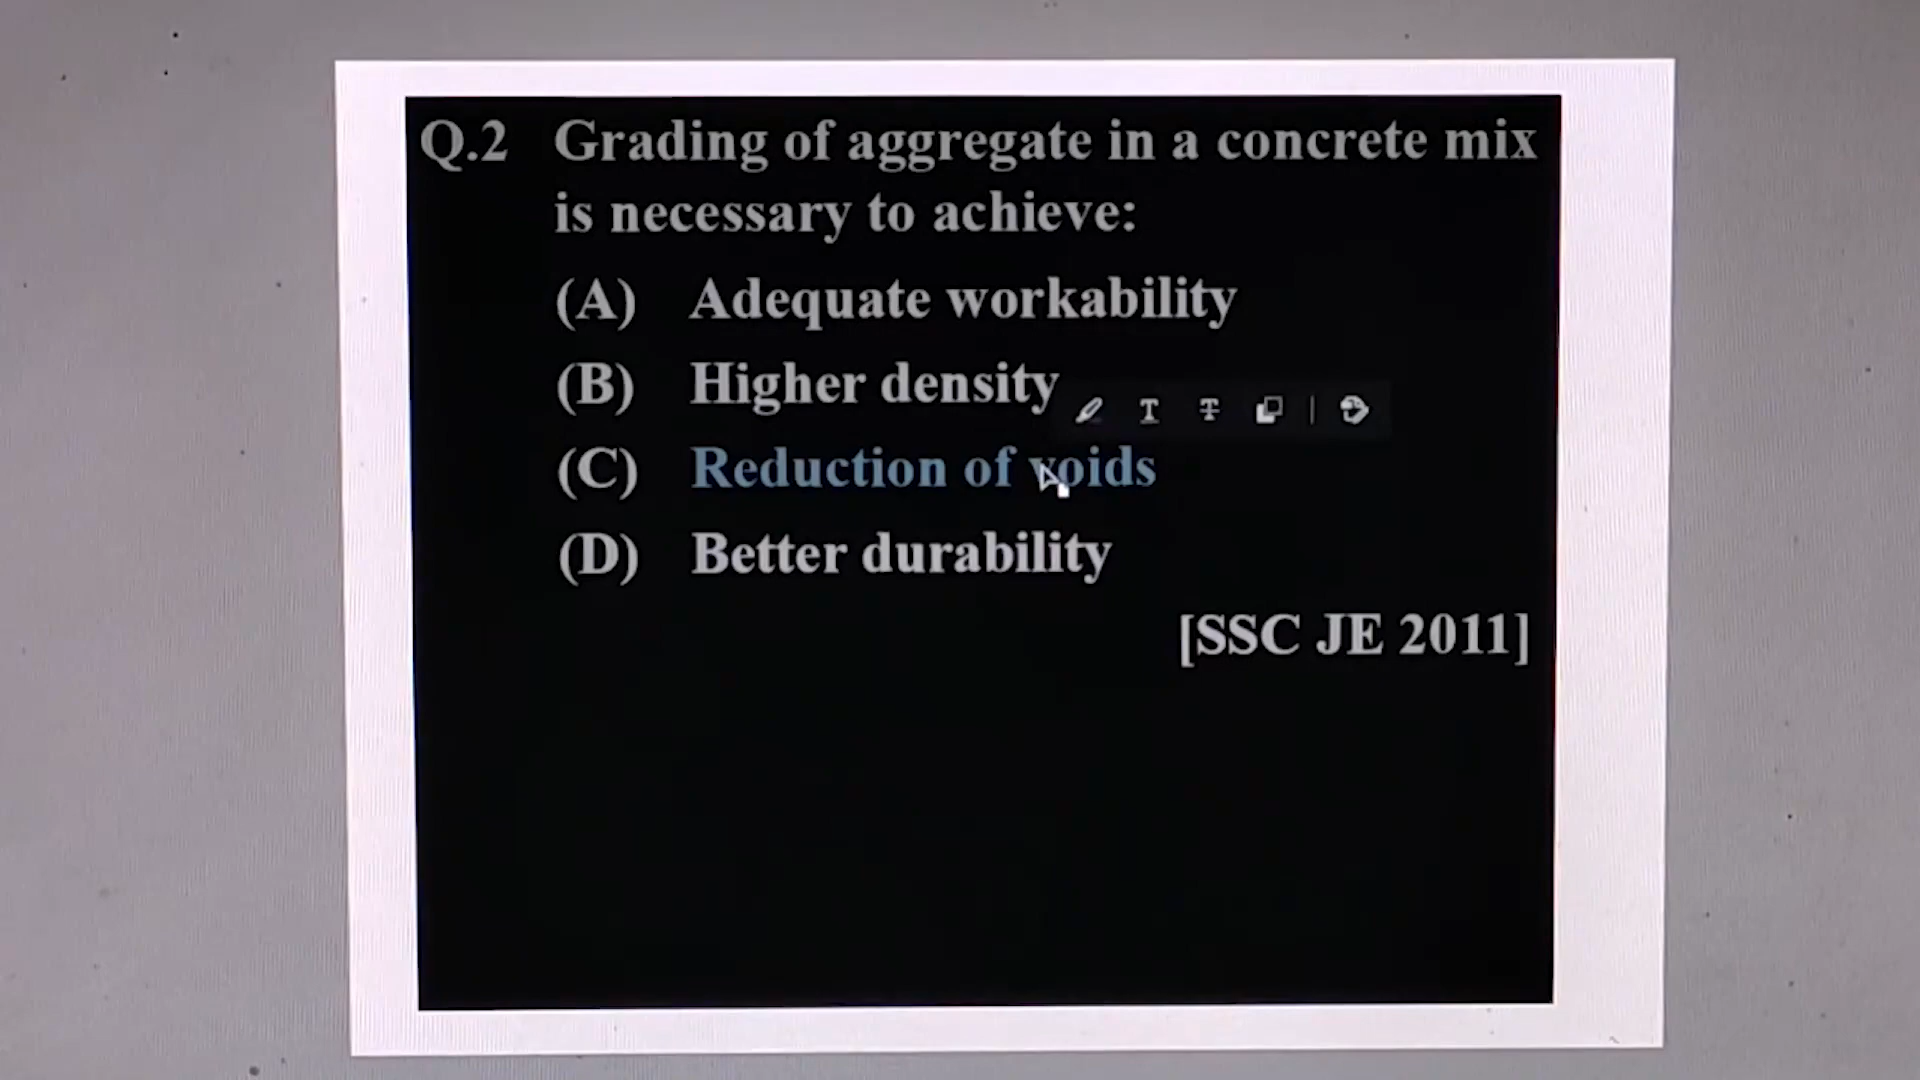 Q.2 Grading of aggregate in a concrete mix
is necessary to achieve:
(A) Adequate workability
(B) Higher density
(C) Reduction of voids
(D) Better durability
[SSC JE 2011]